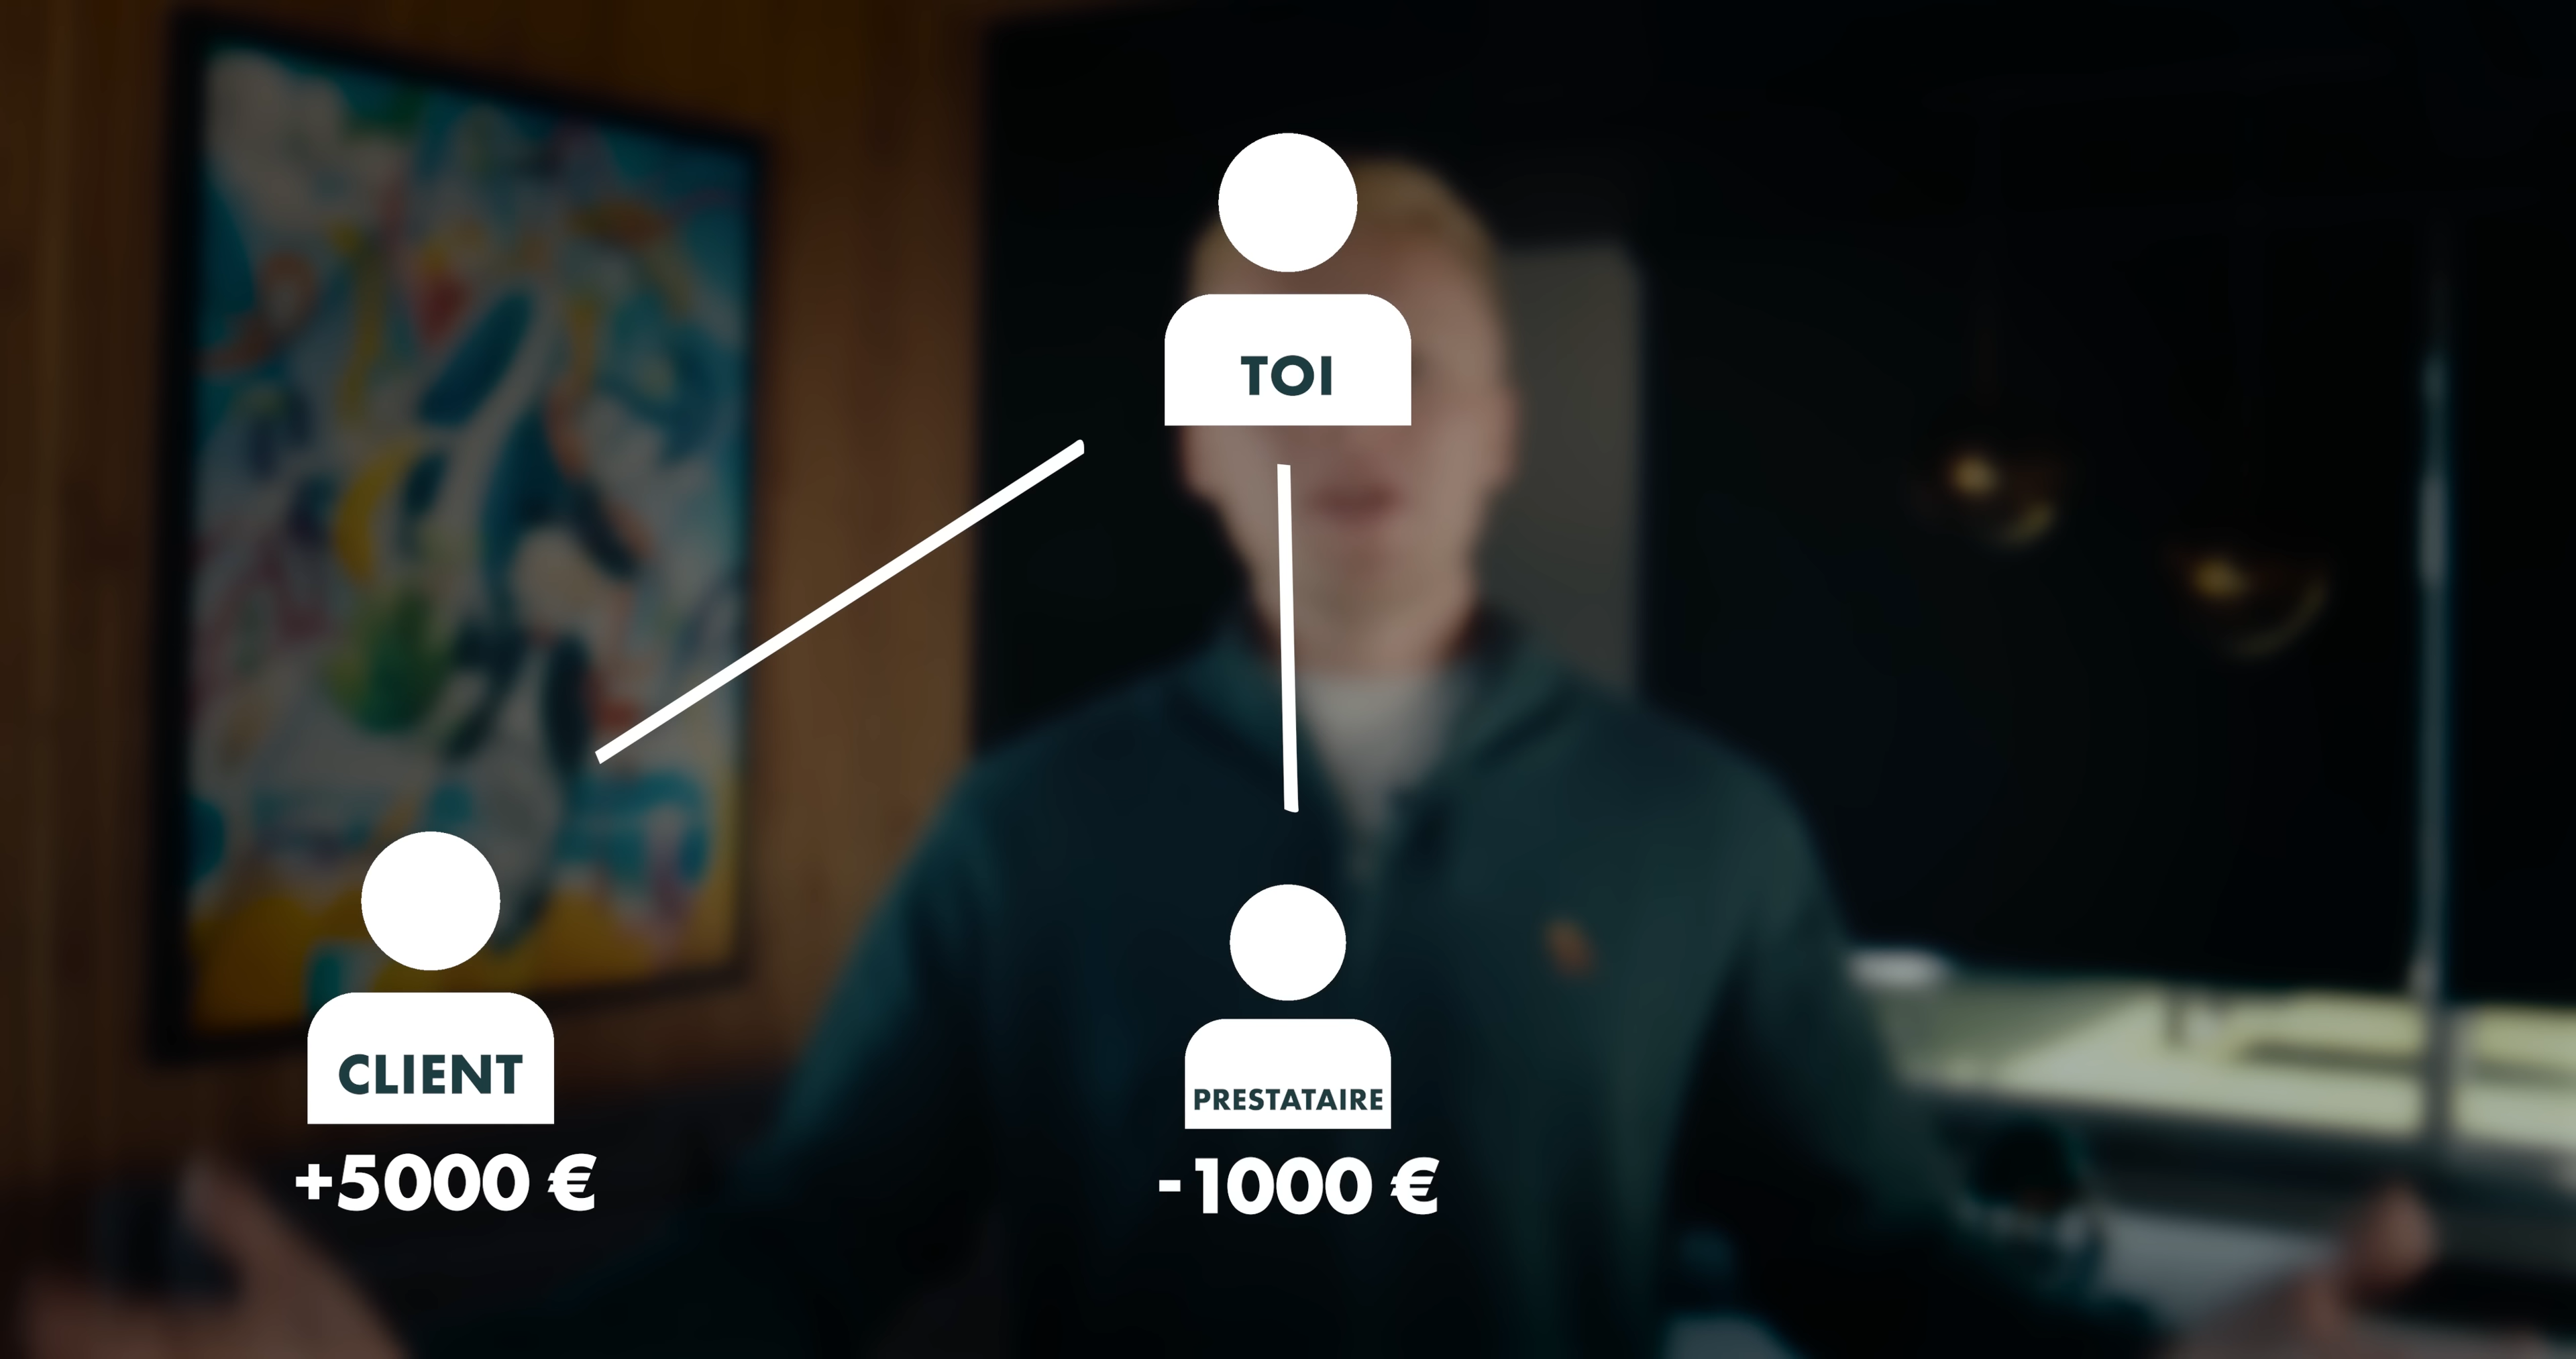 TOI
CLIENT
PRESTATAIRE
+5000 €
-1000 €